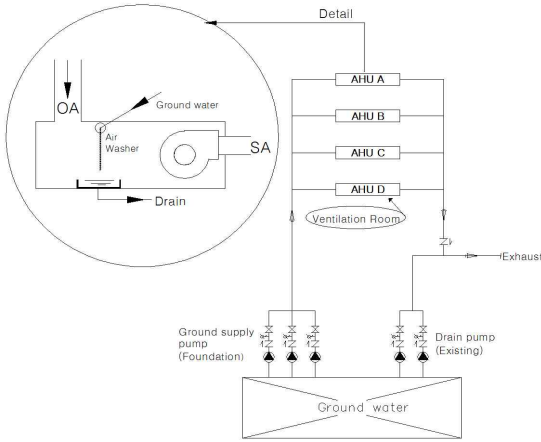 Detail
OA
Ground water
Air
Washer
SA
Drain
AHU A
AHU B
AHU C
AHU D
Ventilation Room
Exhaust
Ground supply
pump
(Foundation)
Drain pump
(Existing)
Ground water